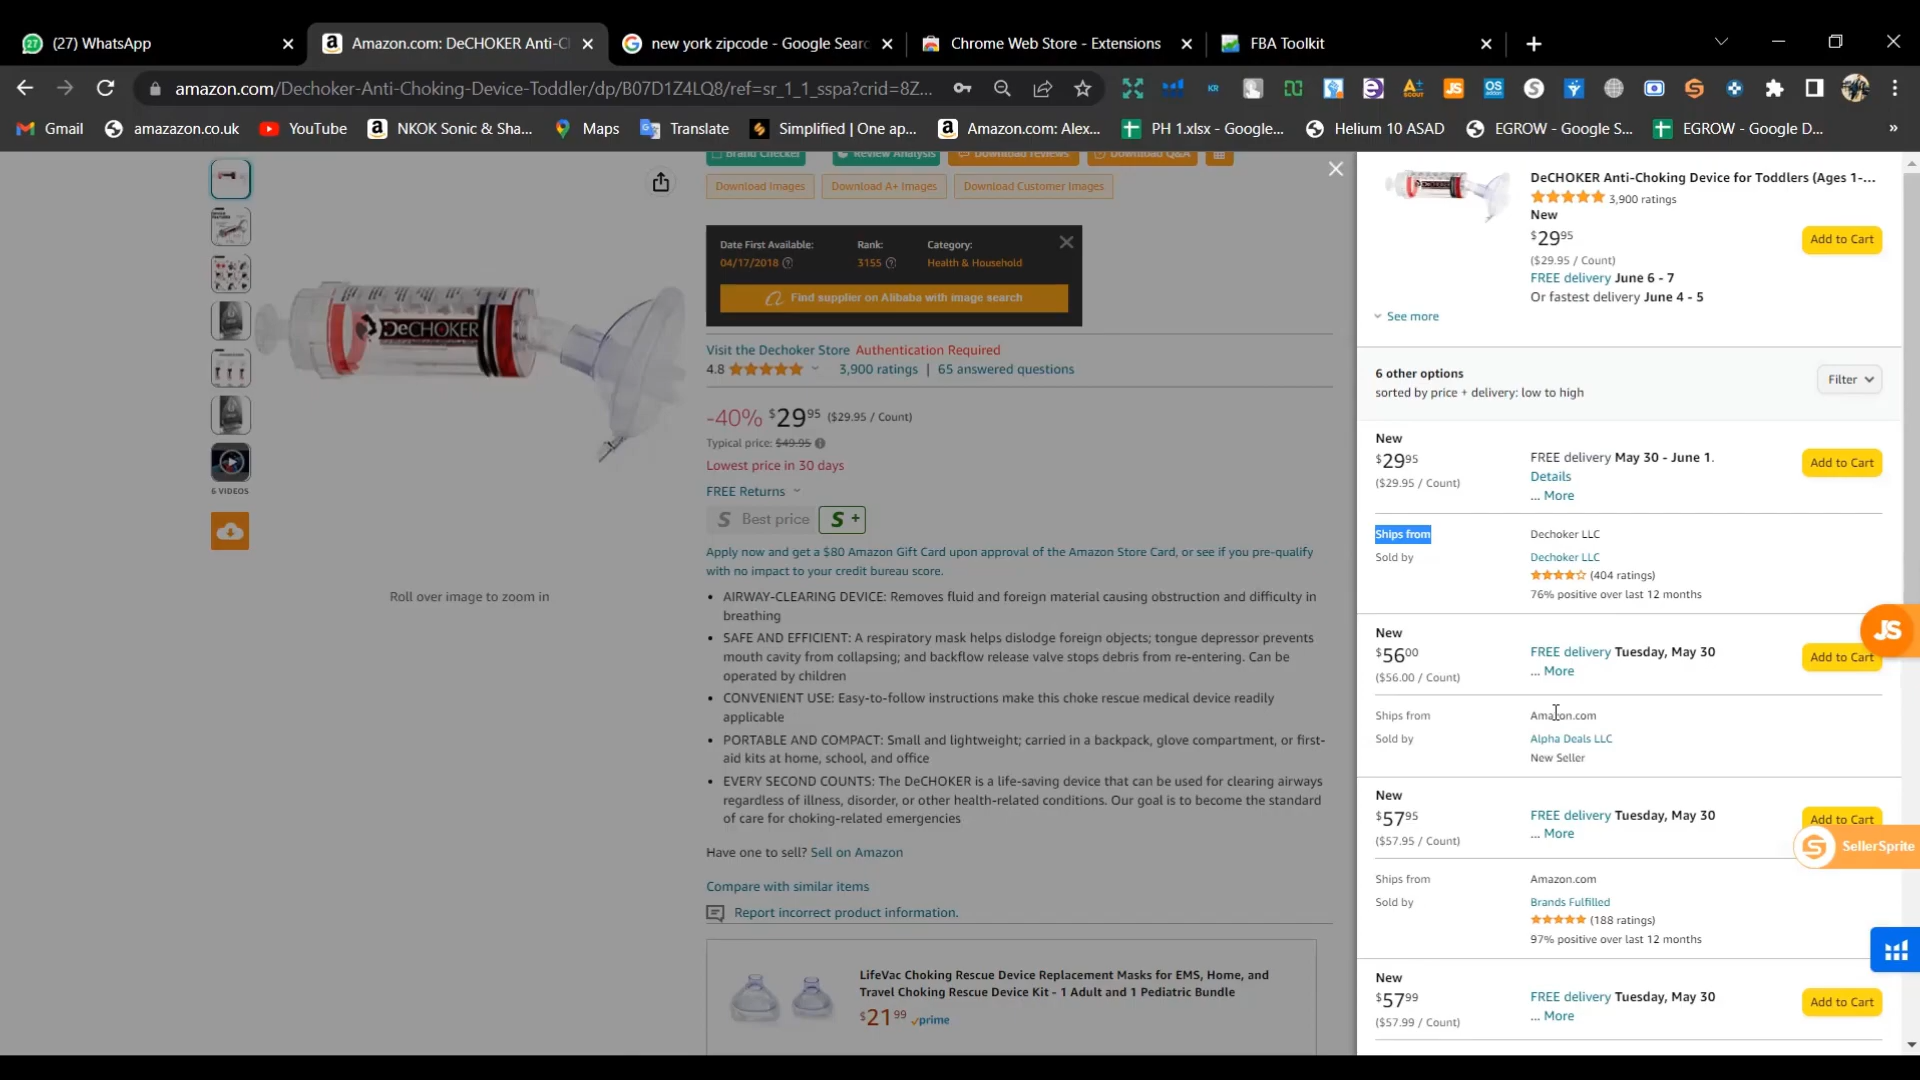 (27) WhatsApp
Amazon.com: DeCHOKER Anti-C
new york zipcode - Google Searc
Chrome Web Store - Extensions
FBA Toolkit
amazon.com/Dechoker-Anti-Choking-Device-Toddler/dp/B07D1Z4LQ8/ref=sr_1_1_sspa?crid=8Z...
Gmail
amazazon.co.uk
YouTube
NKOK Sonic & Sha...
Maps
Translate
Simplified | One ap...
Amazon.com: Alex...
PH 1.xlsx - Google...
Helium 10 ASAD
EGROW - Google S...
EGROW - Google D...
Brand Checker
Review Analysis
Download Reviews
Download Q&A
Download Images
Download A+ Images
Download Customer Images
Date First Available:
04/17/2018
Rank:
3155
Category:
Health & Household
Find supplier on Alibaba with image search
DeCHOKER
6 VIDEOS
Roll over image to zoom in
Visit the Dechoker Store Authentication Required
4.8 3,900 ratings | 65 answered questions
-40% $29 95 ($29.95 / Count)
Typical price: $49.95
Lowest price in 30 days
FREE Returns
S Best price S +
Apply now and get a $80 Amazon Gift Card upon approval of the Amazon Store Card, or see if you pre-qualify
with no impact to your credit bureau score.
• AIRWAY-CLEARING DEVICE: Removes fluid and foreign material causing obstruction and difficulty in
breathing
• SAFE AND EFFICIENT: A respiratory mask helps dislodge foreign objects; tongue depressor prevents
mouth cavity from collapsing; and backflow release valve stops debris from re-entering. Can be
operated by children
• CONVENIENT USE: Easy-to-follow instructions make this choke rescue medical device readily
applicable
• PORTABLE AND COMPACT: Small and lightweight; carried in a backpack, glove compartment, or first-
aid kits at home, school, and office
• EVERY SECOND COUNTS: The DeCHOKER is a life-saving device that can be used for clearing airways
regardless of illness, disorder, or other health-related conditions. Our goal is to become the standard
of care for choking-related emergencies
Have one to sell? Sell on Amazon
Compare with similar items
Report incorrect product information.
LifeVac Choking Rescue Device Replacement Masks for EMS, Home, and
Travel Choking Rescue Device Kit - 1 Adult and 1 Pediatric Bundle
$21 99 prime
DeCHOKER Anti-Choking Device for Toddlers (Ages 1-...
3,900 ratings
New
$29 95
($29.95 / Count)
FREE delivery June 6 - 7
Or fastest delivery June 4 - 5
Add to Cart
See more
6 other options
sorted by price + delivery: low to high
Filter
New
$29 95
($29.95 / Count)
FREE delivery May 30 - June 1.
Details
... More
Add to Cart
Ships from Dechoker LLC
Sold by Dechoker LLC
(404 ratings)
76% positive over last 12 months
New
$56 00
($56.00 / Count)
FREE delivery Tuesday, May 30
... More
Add to Cart
Ships from Amazon.com
Sold by Alpha Deals LLC
New Seller
New
$57 95
($57.95 / Count)
FREE delivery Tuesday, May 30
... More
Add to Cart
Ships from Amazon.com
Sold by Brands Fulfilled
(188 ratings)
97% positive over last 12 months
New
$57 99
($57.99 / Count)
FREE delivery Tuesday, May 30
... More
Add to Cart
JS
S SellerSprite